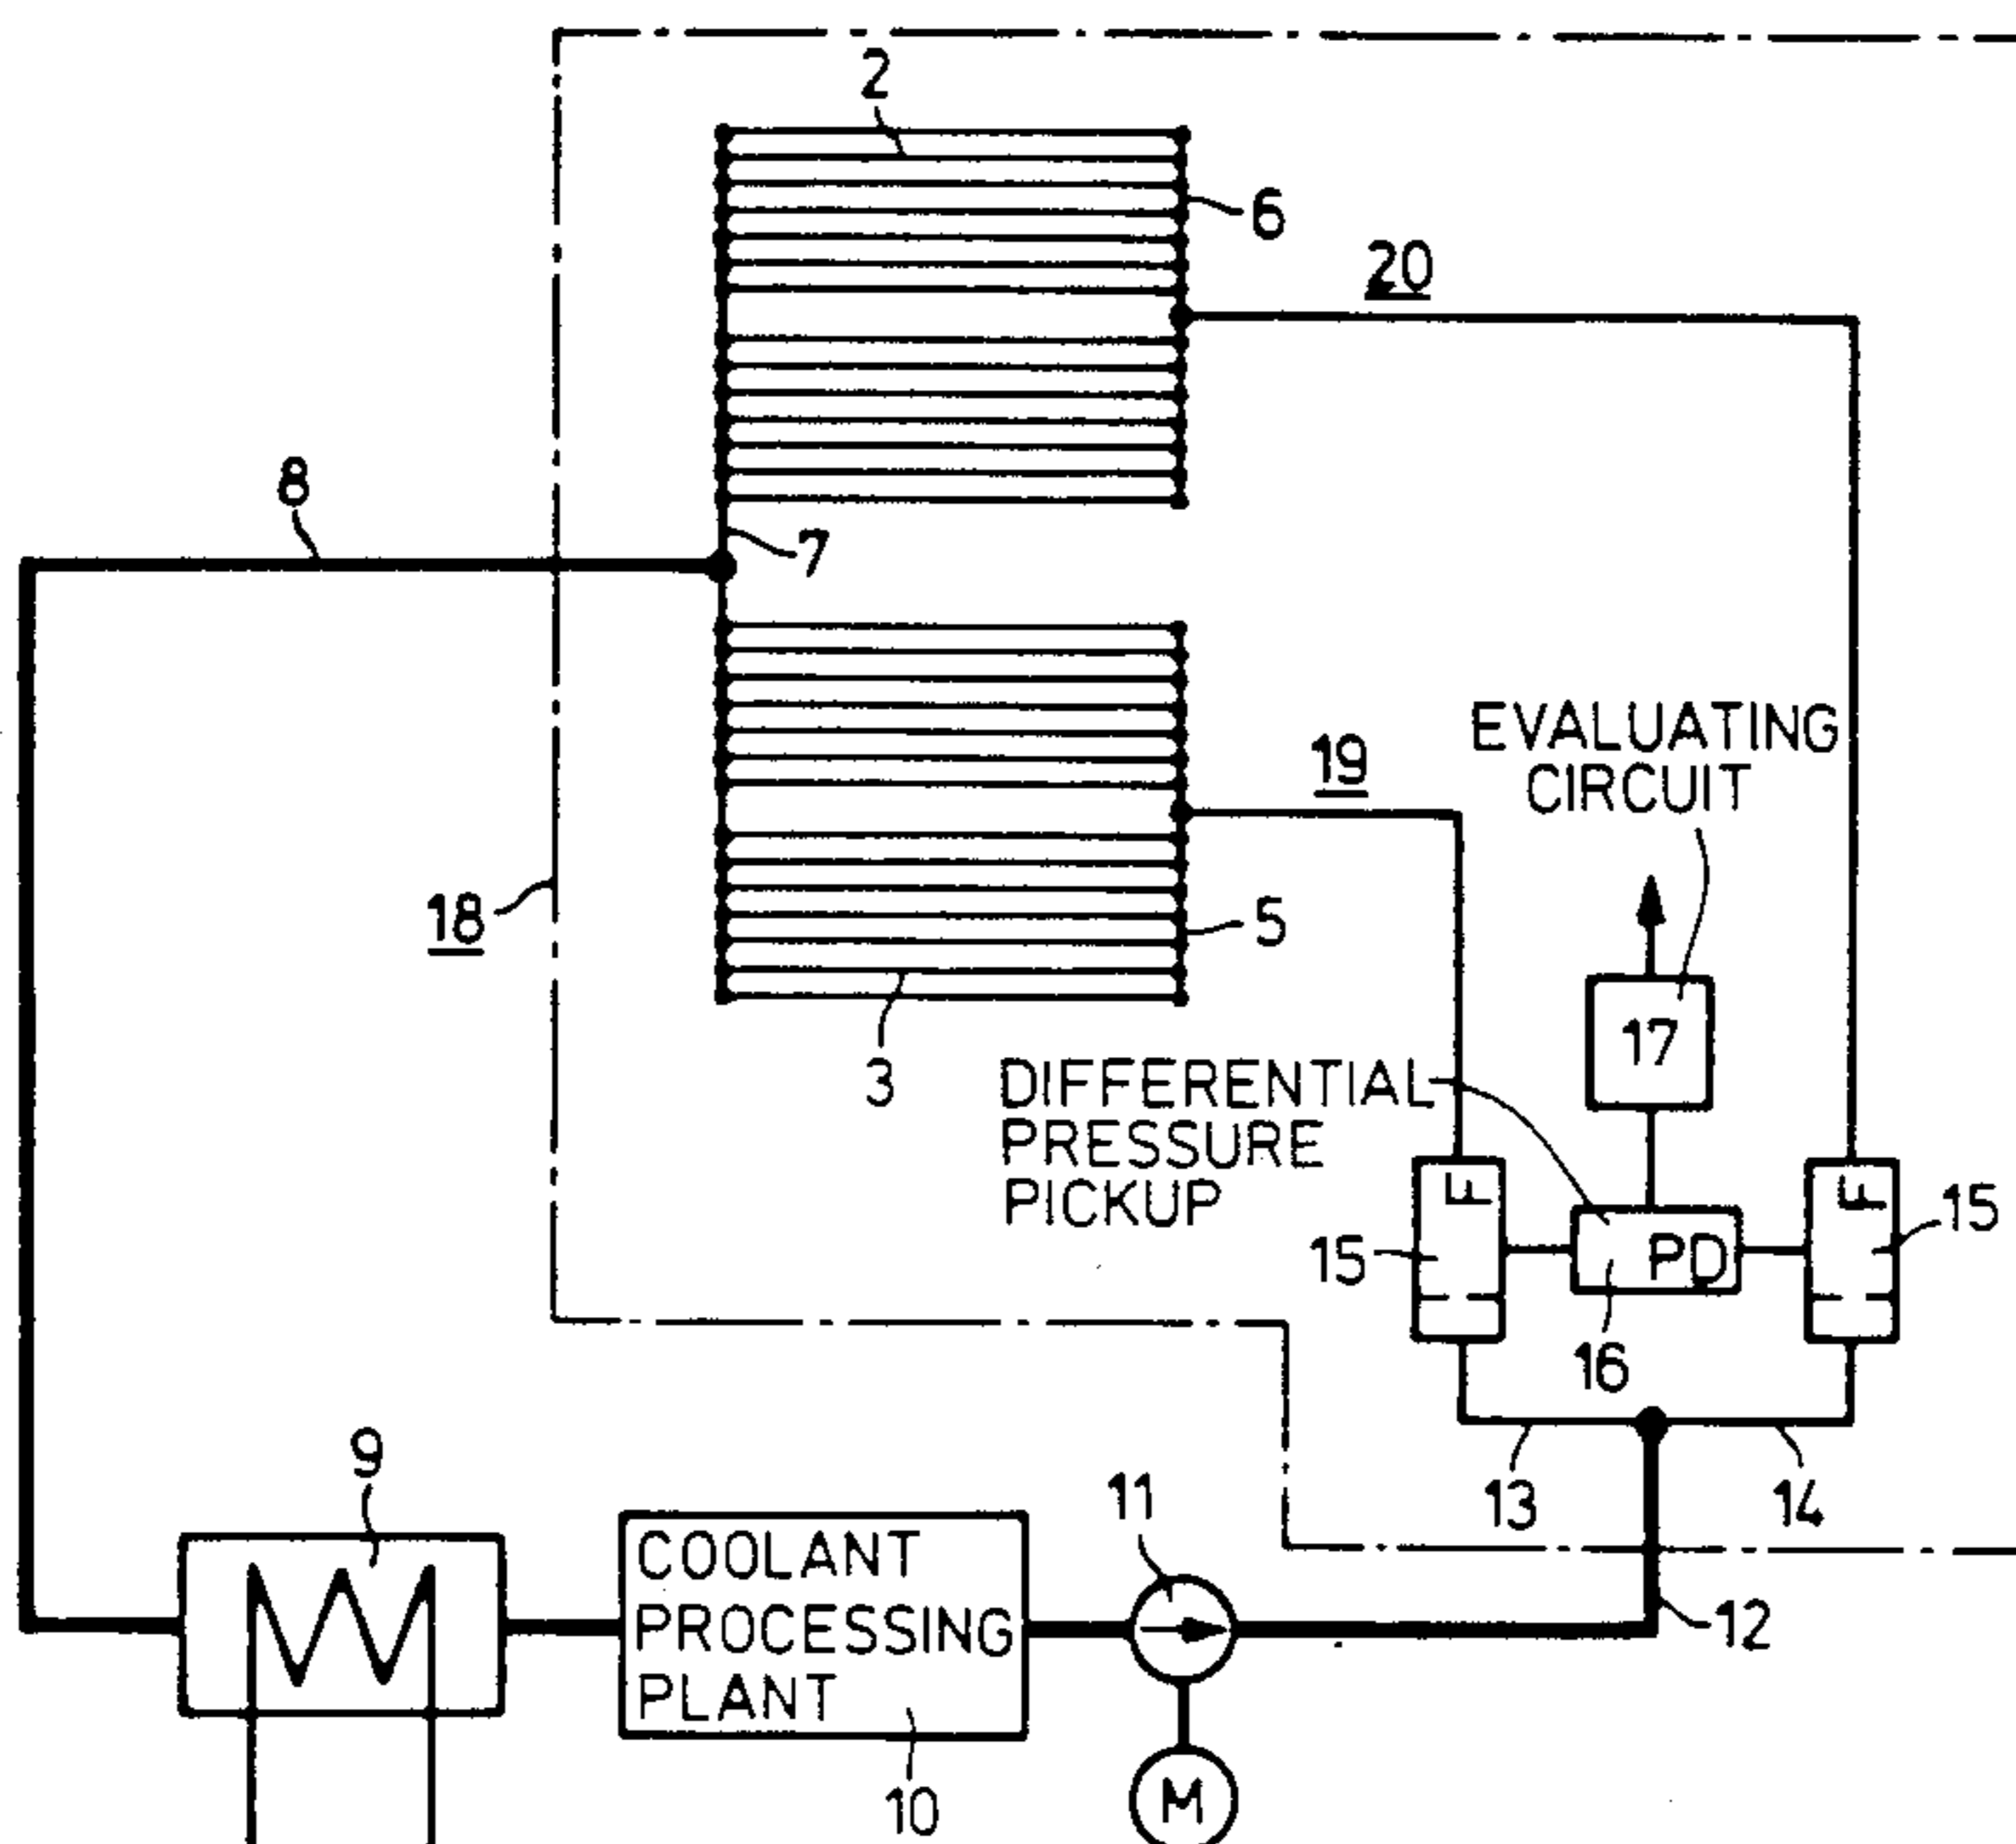 2
6
20
8
7
EVALUATING
CIRCUIT
19
18
5
17
3
DIFFERENTIAL
PRESSURE
PICKUP
F
F
15
15
PD
16
9
11
13
14
COOLANT
PROCESSING
PLANT
12
10
M